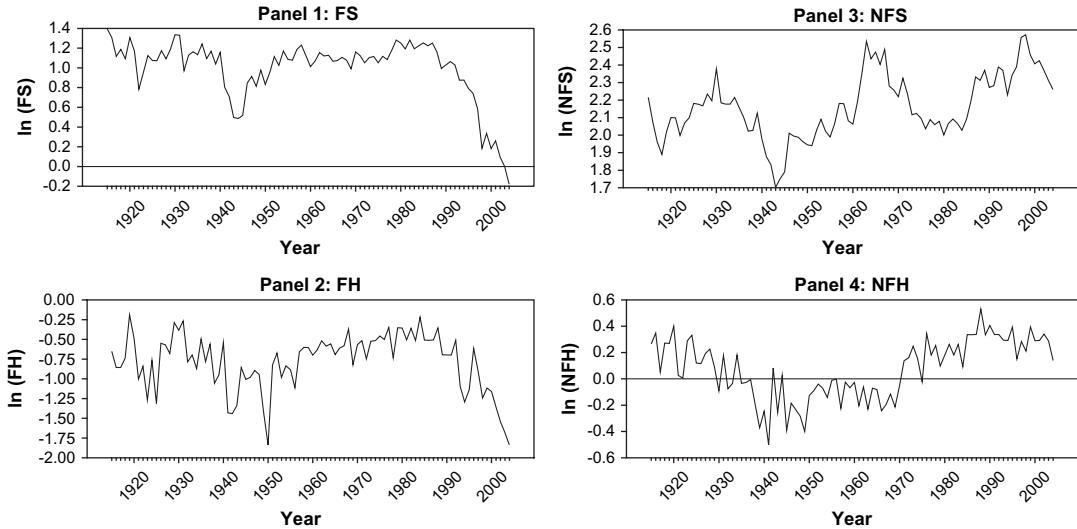 Panel 1: FS
ln (FS)
1.4
1.2
1.0
0.8
0.6
0.4
0.2
0.0
-0.2
1920 1930 1940 1950 1960 1970 1980 1990 2000
Year
Panel 3: NFS
ln (NFS)
2.6
2.5
2.4
2.3
2.2
2.1
2.0
1.9
1.8
1.7
1920 1930 1940 1950 1960 1970 1980 1990 2000
Year
Panel 2: FH
ln (FH)
0.00
-0.25
-0.50
-0.75
-1.00
-1.25
-1.50
-1.75
-2.00
1920 1930 1940 1950 1960 1970 1980 1990 2000
Year
Panel 4: NFH
ln (NFH)
0.6
0.4
0.2
0.0
-0.2
-0.4
-0.6
1920 1930 1940 1950 1960 1970 1980 1990 2000
Year